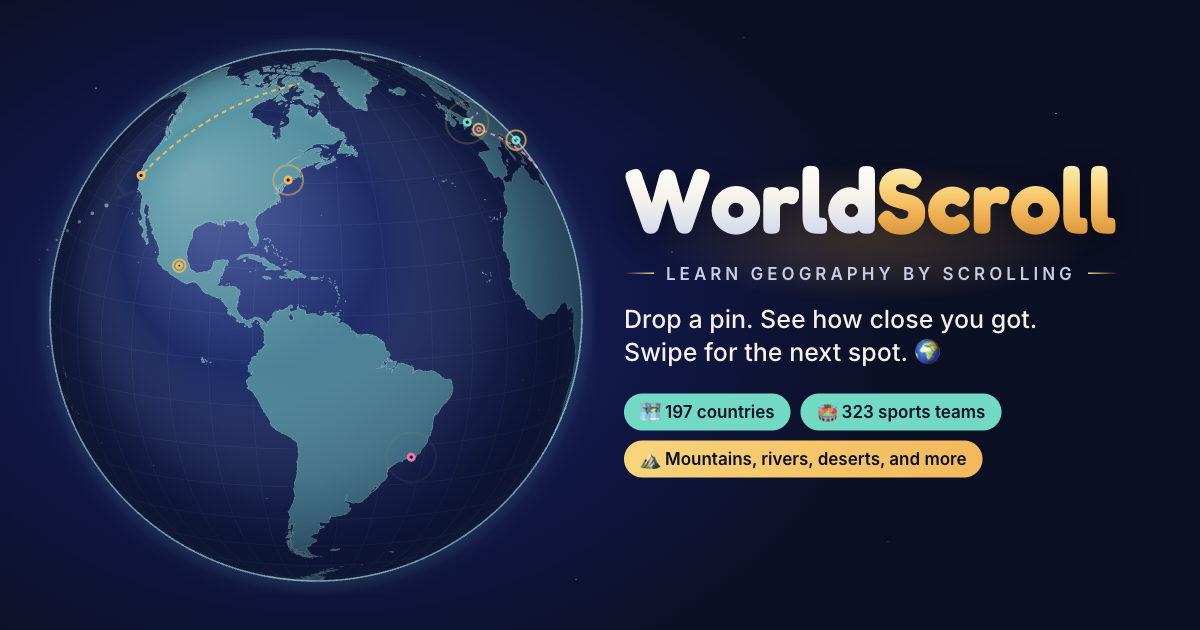 WorldScroll
LEARN GEOGRAPHY BY SCROLLING
Drop a pin. See how close you got.
Swipe for the next spot. 🌍
🗺️ 197 countries
🏟️ 323 sports teams
⛰️ Mountains, rivers, deserts, and more